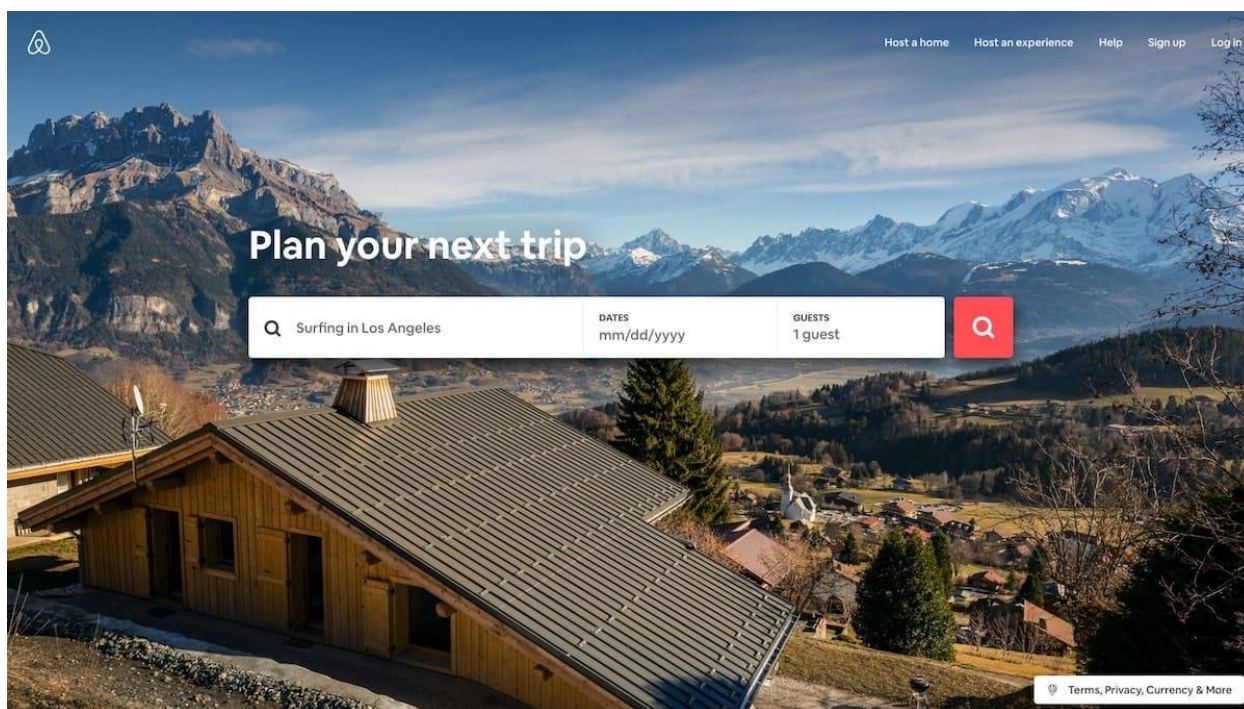 Host a home
Host an experience
Help
Sign up
Log in
Plan your next trip
Surfing in Los Angeles
DATES
mm/dd/yyyy
GUESTS
1 guest
Terms, Privacy, Currency & More